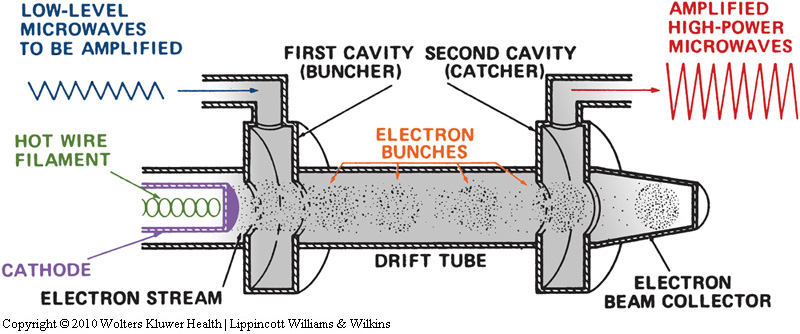 LOW-LEVEL
MICROWAVES
TO BE AMPLIFIED
FIRST CAVITY
(BUNCHER)
SECOND CAVITY
(CATCHER)
AMPLIFIED
HIGH-POWER
MICROWAVES
HOT WIRE
FILAMENT
ELECTRON
BUNCHES
CATHODE
ELECTRON STREAM
DRIFT TUBE
ELECTRON
BEAM COLLECTOR
Copyright © 2010 Wolters Kluwer Health | Lippincott Williams & Wilkins